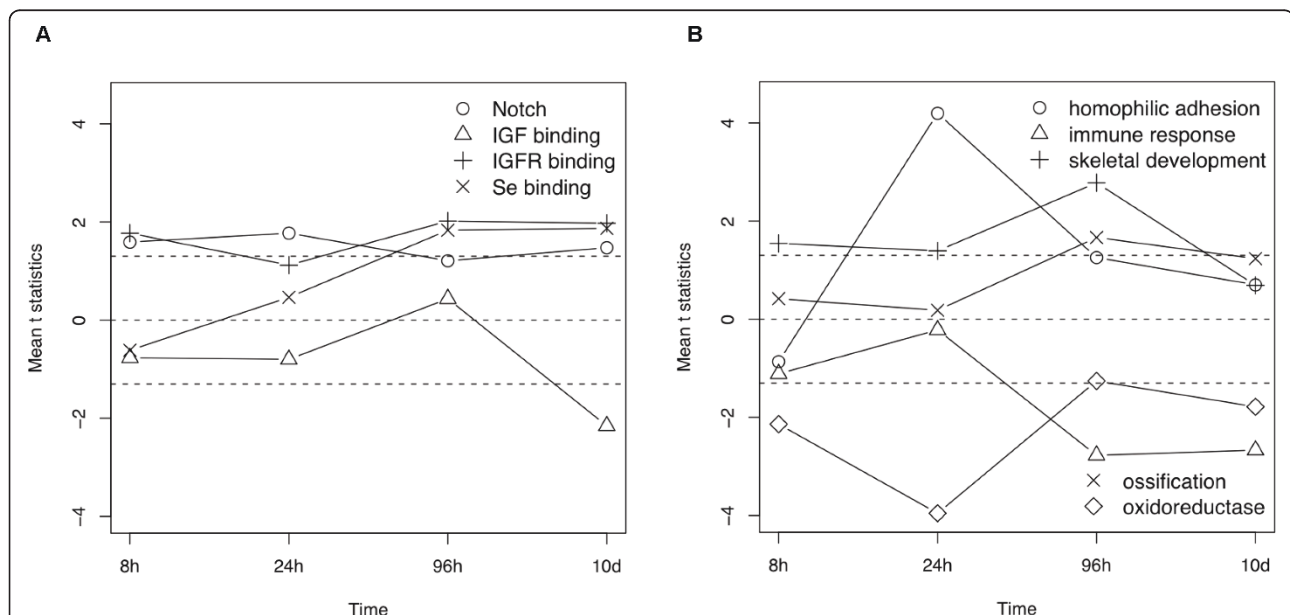 A
Mean t statistics
4
2
0
−2
−4
Notch
IGF binding
IGFR binding
Se binding
8h
24h
96h
10d
Time
B
Mean t statistics
4
2
0
−2
−4
homophilic adhesion
immune response
skeletal development
ossification
oxidoreductase
8h
24h
96h
10d
Time